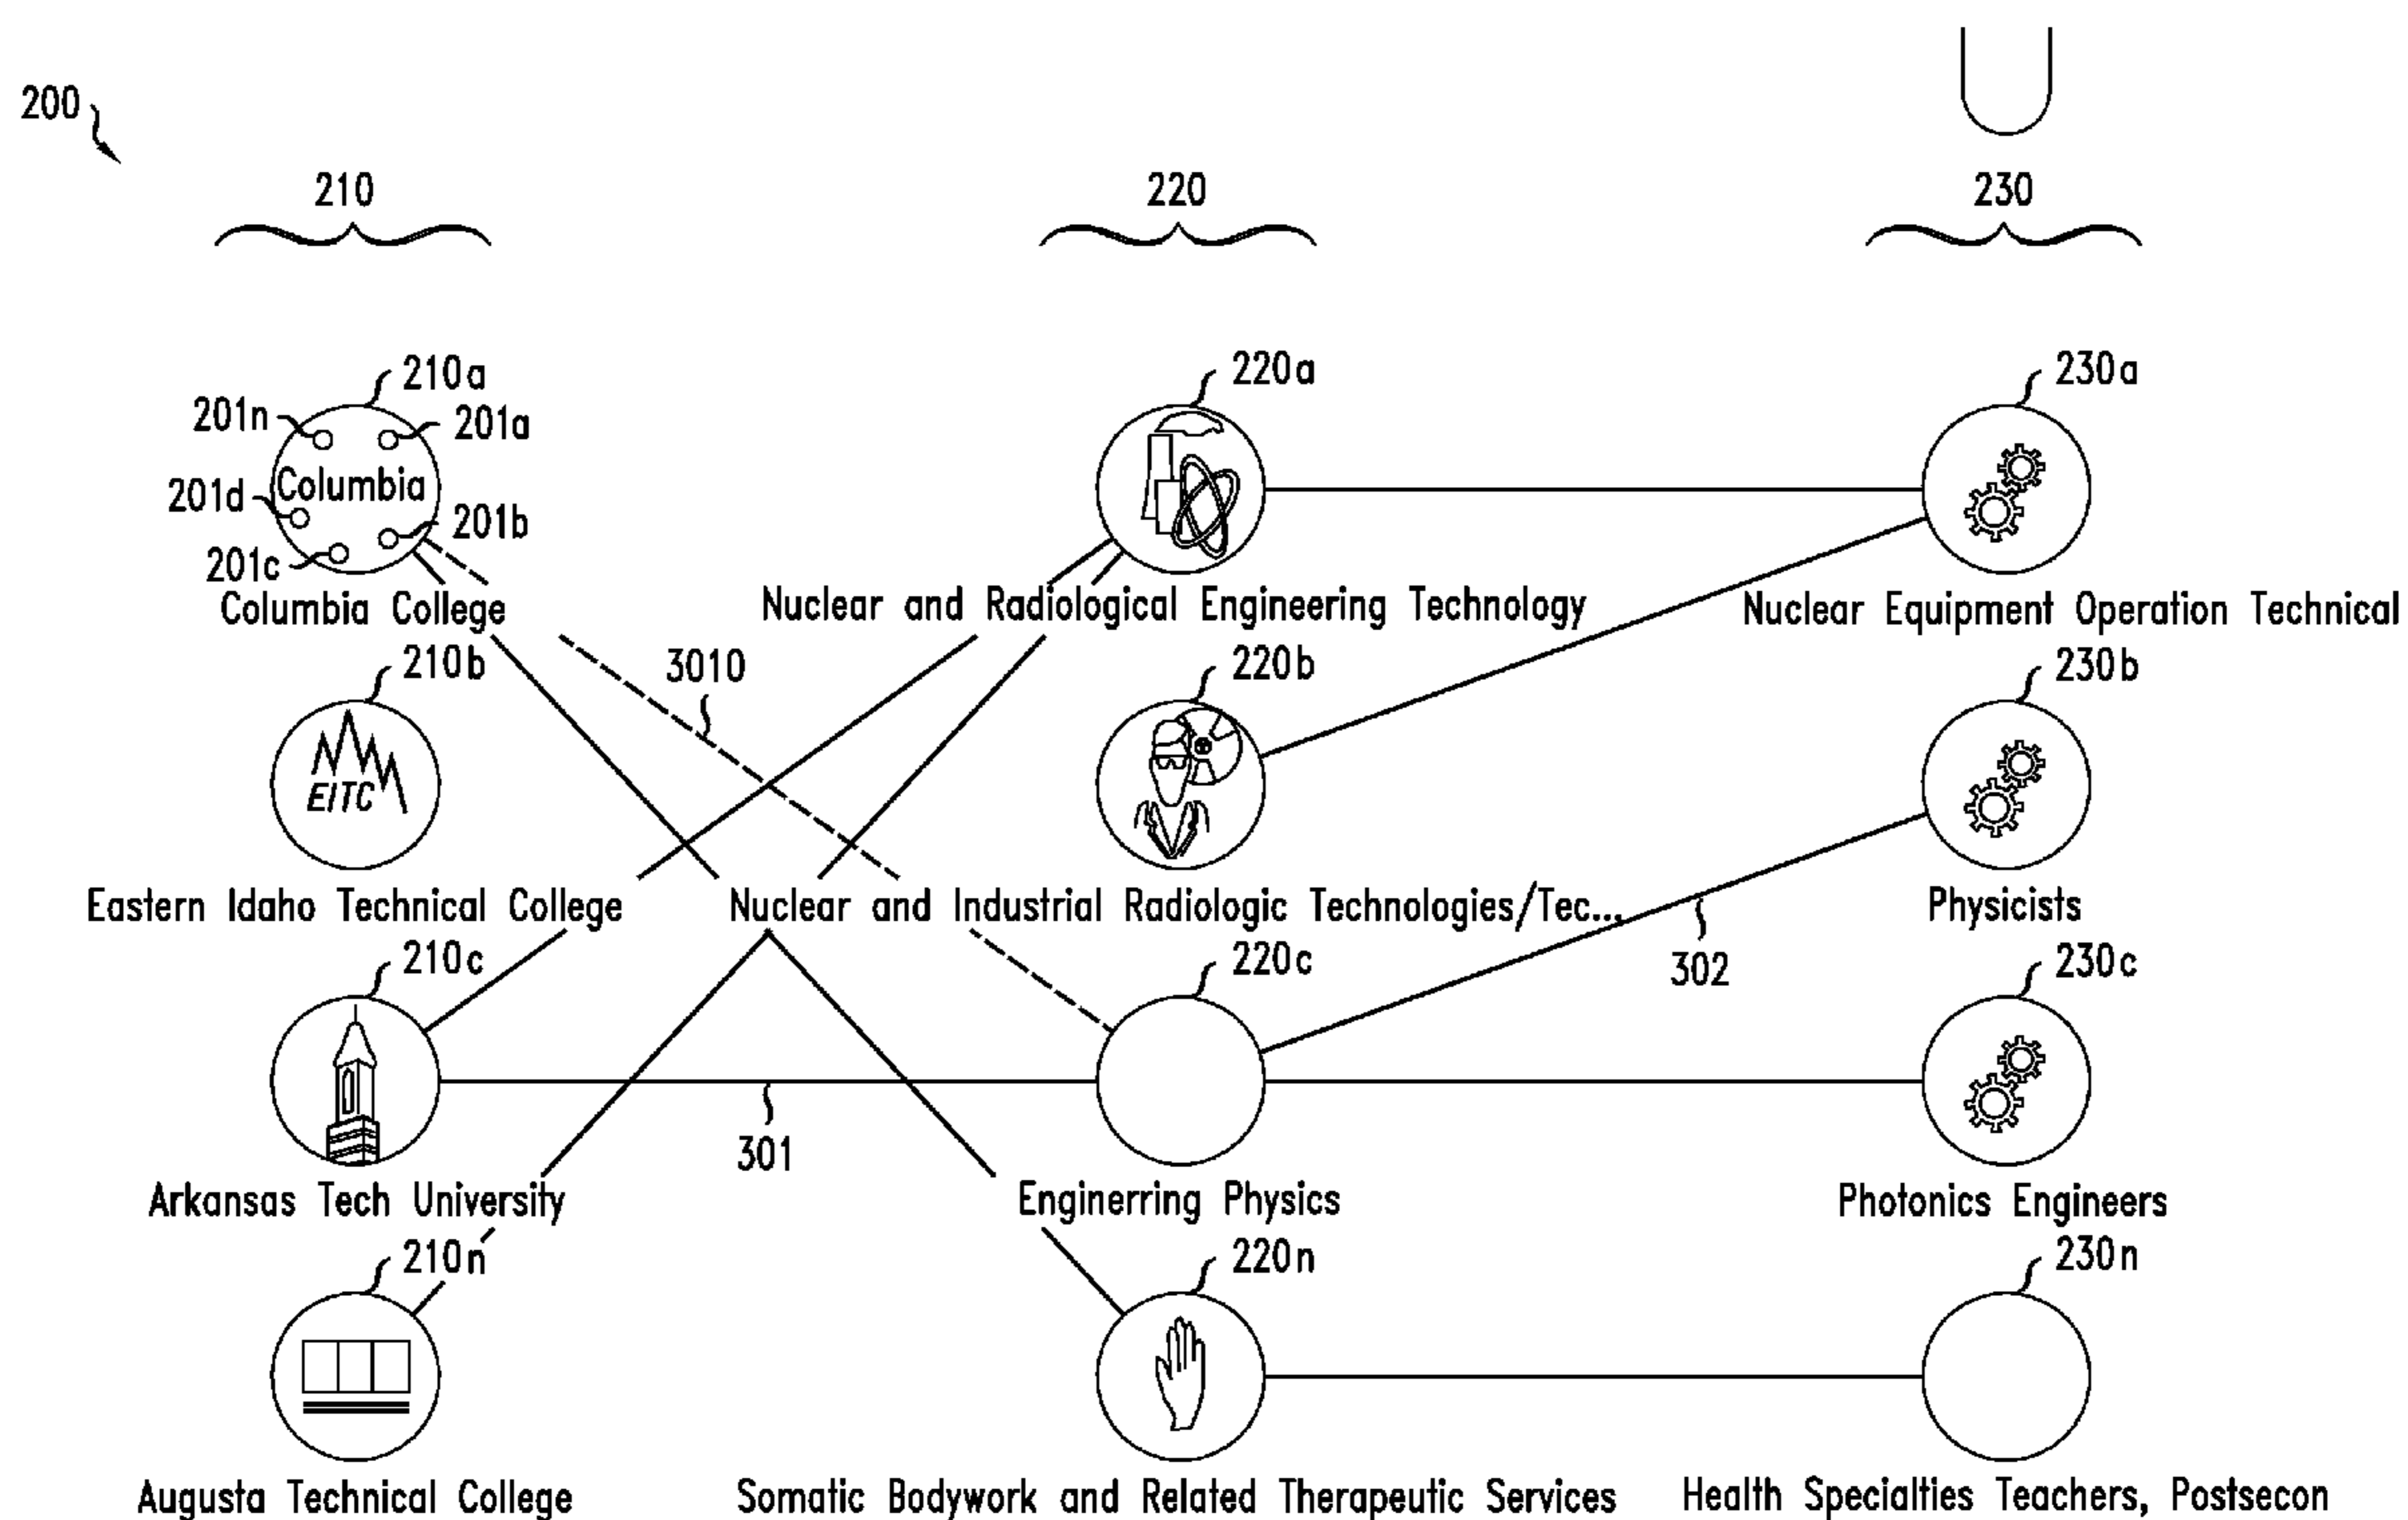 200
210 220 230
210a 220a 230a
201n 201a
Columbia
201d 201b
201c
Columbia College Nuclear and Radiological Engineering Technology Nuclear Equipment Operation Technical
210b 3010 220b 230b
EITC
Eastern Idaho Technical College Nuclear and Industrial Radiologic Technologies/Tec... Physicists
210c 220c 302 230c
301
Arkansas Tech University Enginerring Physics Photonics Engineers
210n 220n 230n
Augusta Technical College Somatic Bodywork and Related Therapeutic Services Health Specialties Teachers, Postsecon